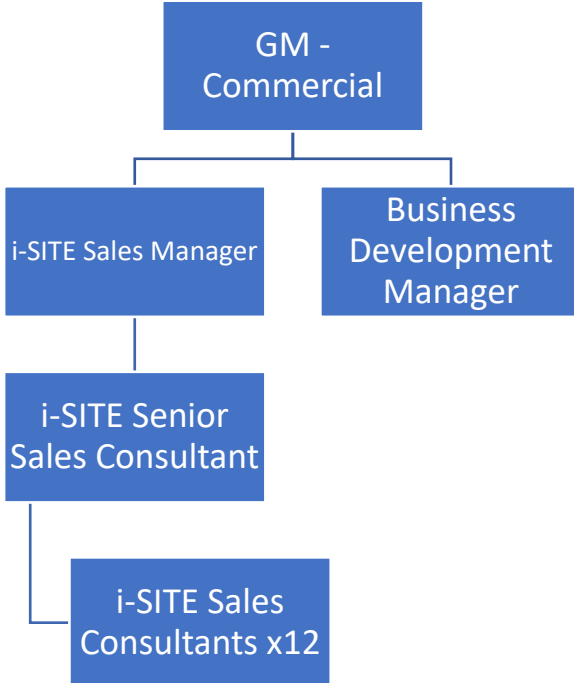 GM -
Commercial
i-SITE Sales Manager
Business
Development
Manager
i-SITE Senior
Sales Consultant
i-SITE Sales
Consultants x12